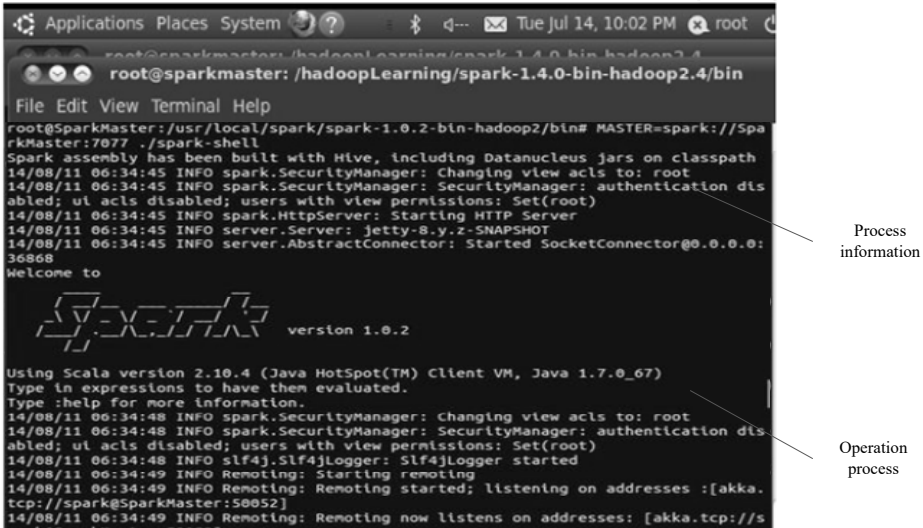 Applications Places System ? Tue Jul 14, 10:02 PM root
root@sparkmaster: /hadoopLearning/spark-1.4.0-bin-hadoop2.4
root@sparkmaster: /hadoopLearning/spark-1.4.0-bin-hadoop2.4/bin
File Edit View Terminal Help
root@SparkMaster:/usr/local/spark/spark-1.0.2-bin-hadoop2/bin# MASTER=spark://Spa
rkMaster:7077 ./spark-shell
Spark assembly has been built with Hive, including Datanucleus jars on classpath
14/08/11 06:34:45 INFO spark.SecurityManager: Changing view acls to: root
14/08/11 06:34:45 INFO spark.SecurityManager: SecurityManager: authentication dis
abled; ui acls disabled; users with view permissions: Set(root)
14/08/11 06:34:45 INFO spark.HttpServer: Starting HTTP Server
14/08/11 06:34:45 INFO server.Server: jetty-8.y.z-SNAPSHOT
14/08/11 06:34:45 INFO server.AbstractConnector: Started SocketConnector@0.0.0.0:
36868
Welcome to
Spark version 1.0.2
Using Scala version 2.10.4 (Java HotSpot(TM) Client VM, Java 1.7.0_67)
Type in expressions to have them evaluated.
Type :help for more information.
14/08/11 06:34:48 INFO spark.SecurityManager: Changing view acls to: root
14/08/11 06:34:48 INFO spark.SecurityManager: SecurityManager: authentication dis
abled; ui acls disabled; users with view permissions: Set(root)
14/08/11 06:34:48 INFO slf4j.Slf4jLogger: Slf4jLogger started
14/08/11 06:34:49 INFO Remoting: Starting remoting
14/08/11 06:34:49 INFO Remoting: Remoting started; listening on addresses :[akka.
tcp://spark@SparkMaster:50052]
14/08/11 06:34:49 INFO Remoting: Remoting now listens on addresses: [akka.tcp://s
Process
information
Operation
process